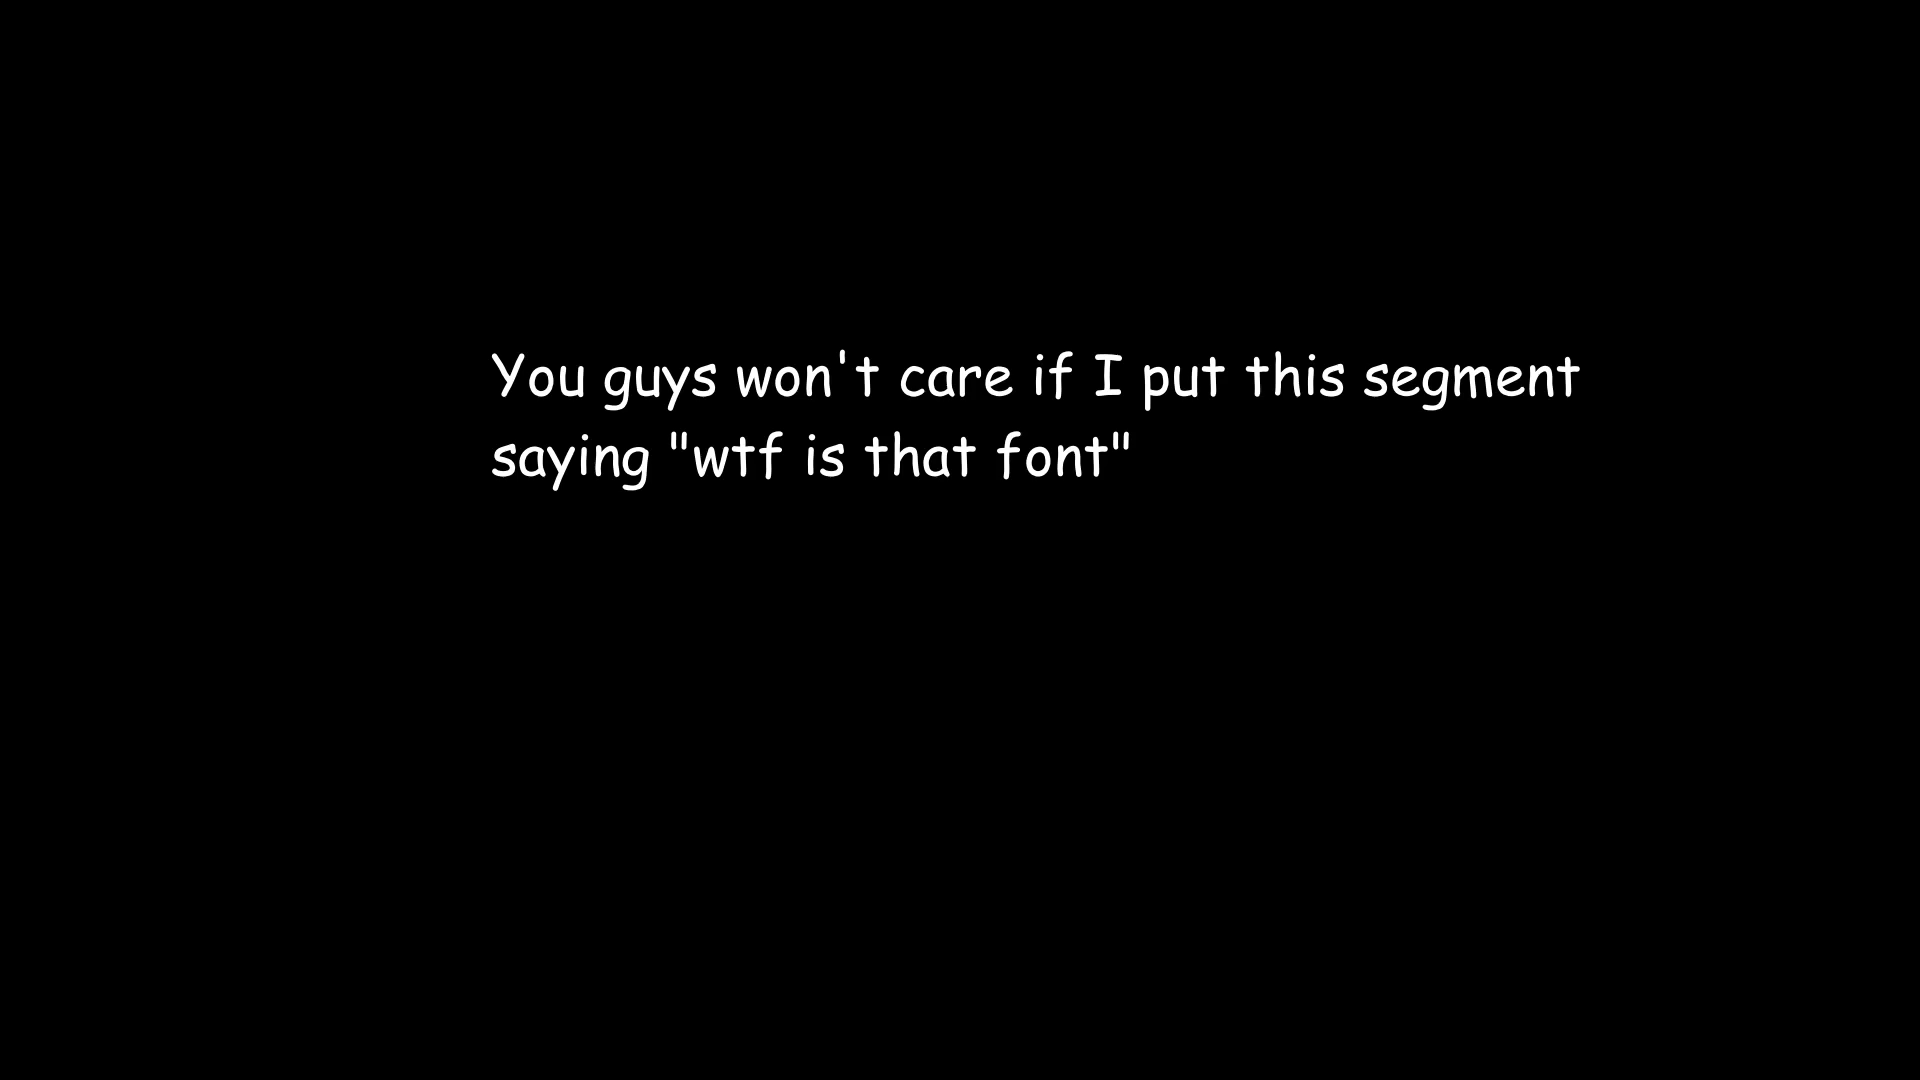 You guys won't care if I put this segment
saying "wtf is that font"